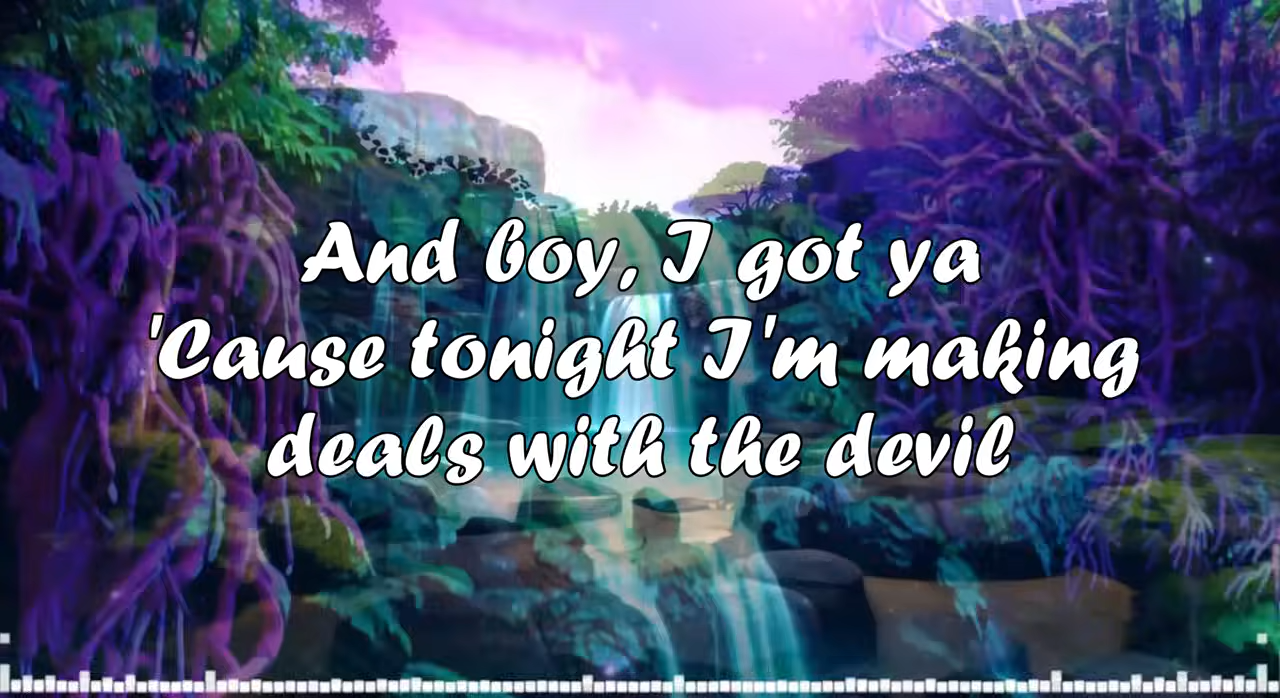 And boy, I got ya
'Cause tonight I'm making
deals with the devil